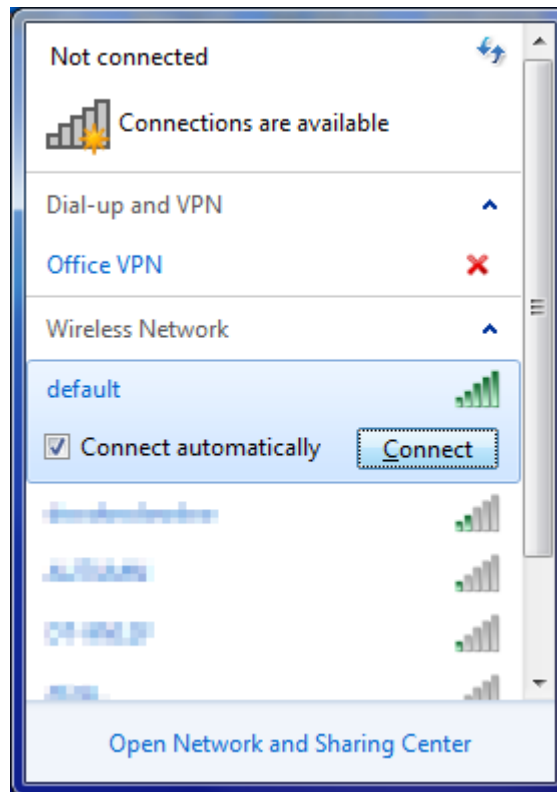 Not connected
Connections are available
Dial-up and VPN
Office VPN
Wireless Network
default
Connect automatically
Connect
Open Network and Sharing Center